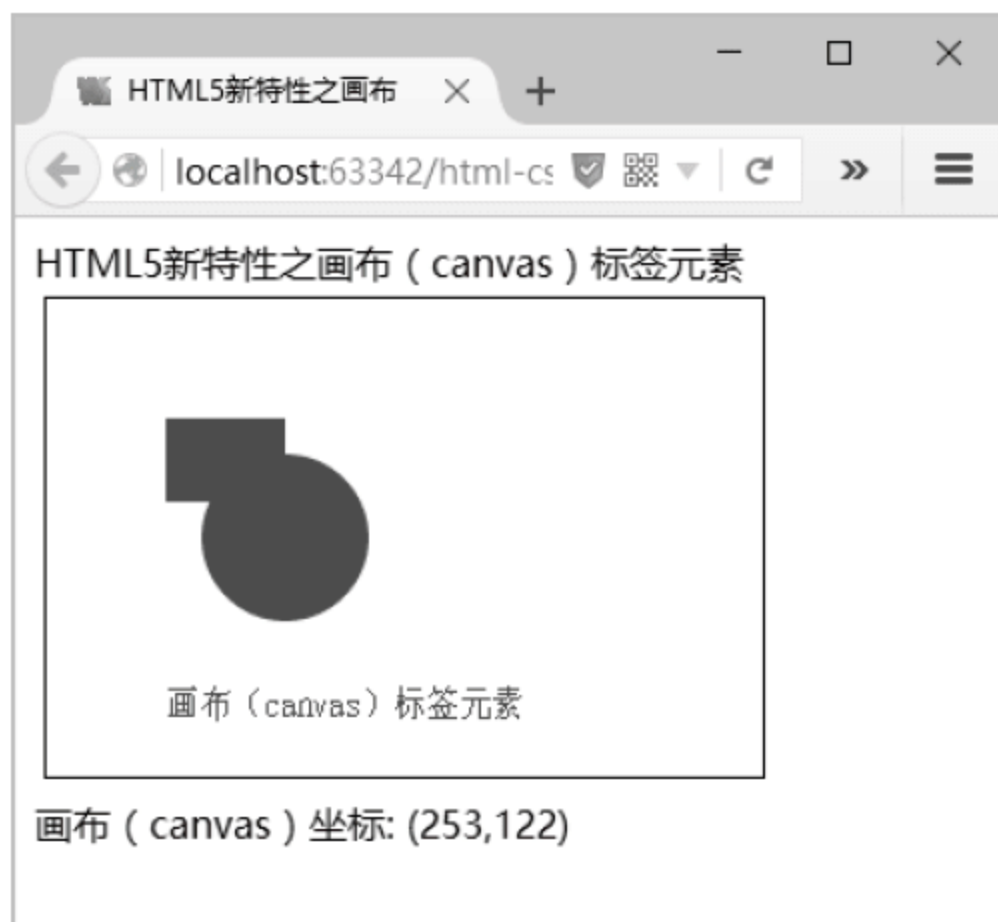 HTML5新特性之画布
localhost:63342/html-cs
HTML5新特性之画布（canvas）标签元素
画布（canvas）标签元素
画布（canvas）坐标: (253,122)